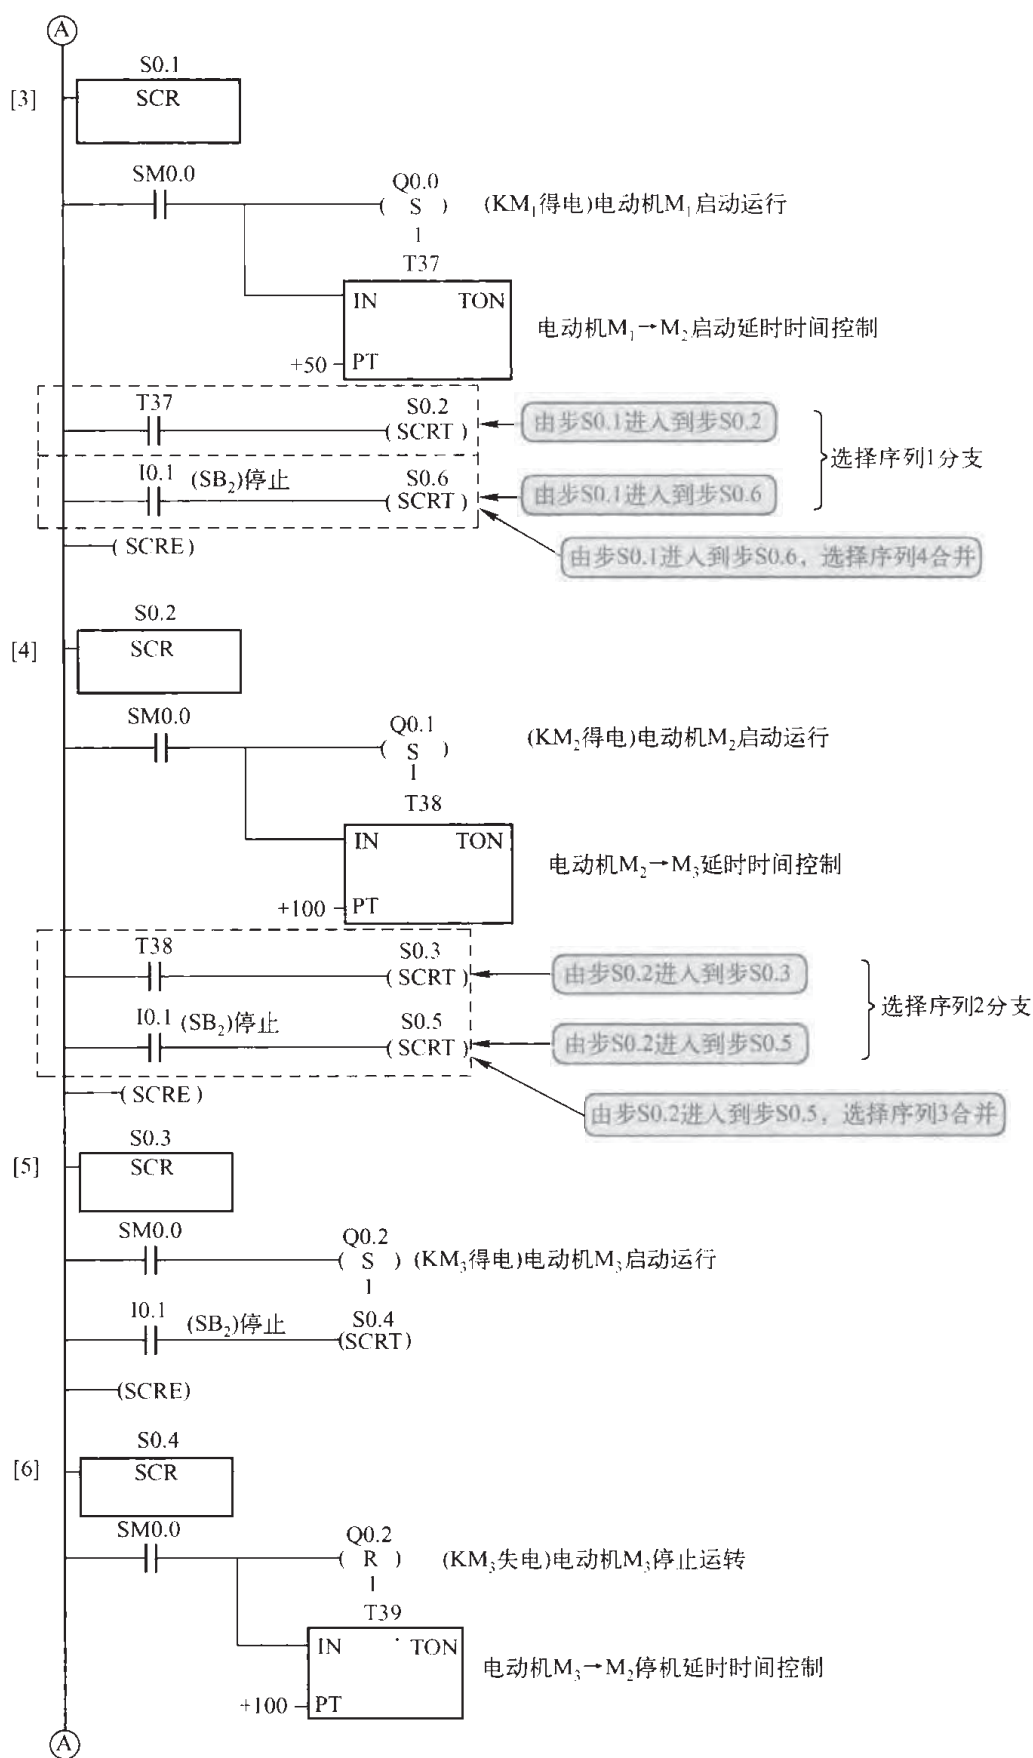 A
S0.1
[3]
SCR
SM0.0
Q0.0
( S )
(KM₁得电)电动机M₁启动运行
1
T37
IN TON
电动机M₁→M₂启动延时时间控制
+50
PT
T37
S0.2
(SCRT)
由步S0.1进入到步S0.2
选择序列1分支
I0.1
(SB₂)停止
S0.6
(SCRT)
由步S0.1进入到步S0.6
(SCRE)
由步S0.1进入到步S0.6，选择序列4合并
S0.2
[4]
SCR
SM0.0
Q0.1
( S )
(KM₂得电)电动机M₂启动运行
1
T38
IN TON
电动机M₂→M₃延时时间控制
+100
PT
T38
S0.3
(SCRT)
由步S0.2进入到步S0.3
选择序列2分支
I0.1
(SB₂)停止
S0.5
(SCRT)
由步S0.2进入到步S0.5
(SCRE)
由步S0.2进入到步S0.5，选择序列3合并
S0.3
[5]
SCR
SM0.0
Q0.2
( S )
(KM₃得电)电动机M₃启动运行
1
I0.1
(SB₂)停止
S0.4
(SCRT)
(SCRE)
S0.4
[6]
SCR
SM0.0
Q0.2
( R )
(KM₃失电)电动机M₃停止运转
1
T39
IN TON
电动机M₃→M₂停机延时时间控制
+100
PT
A